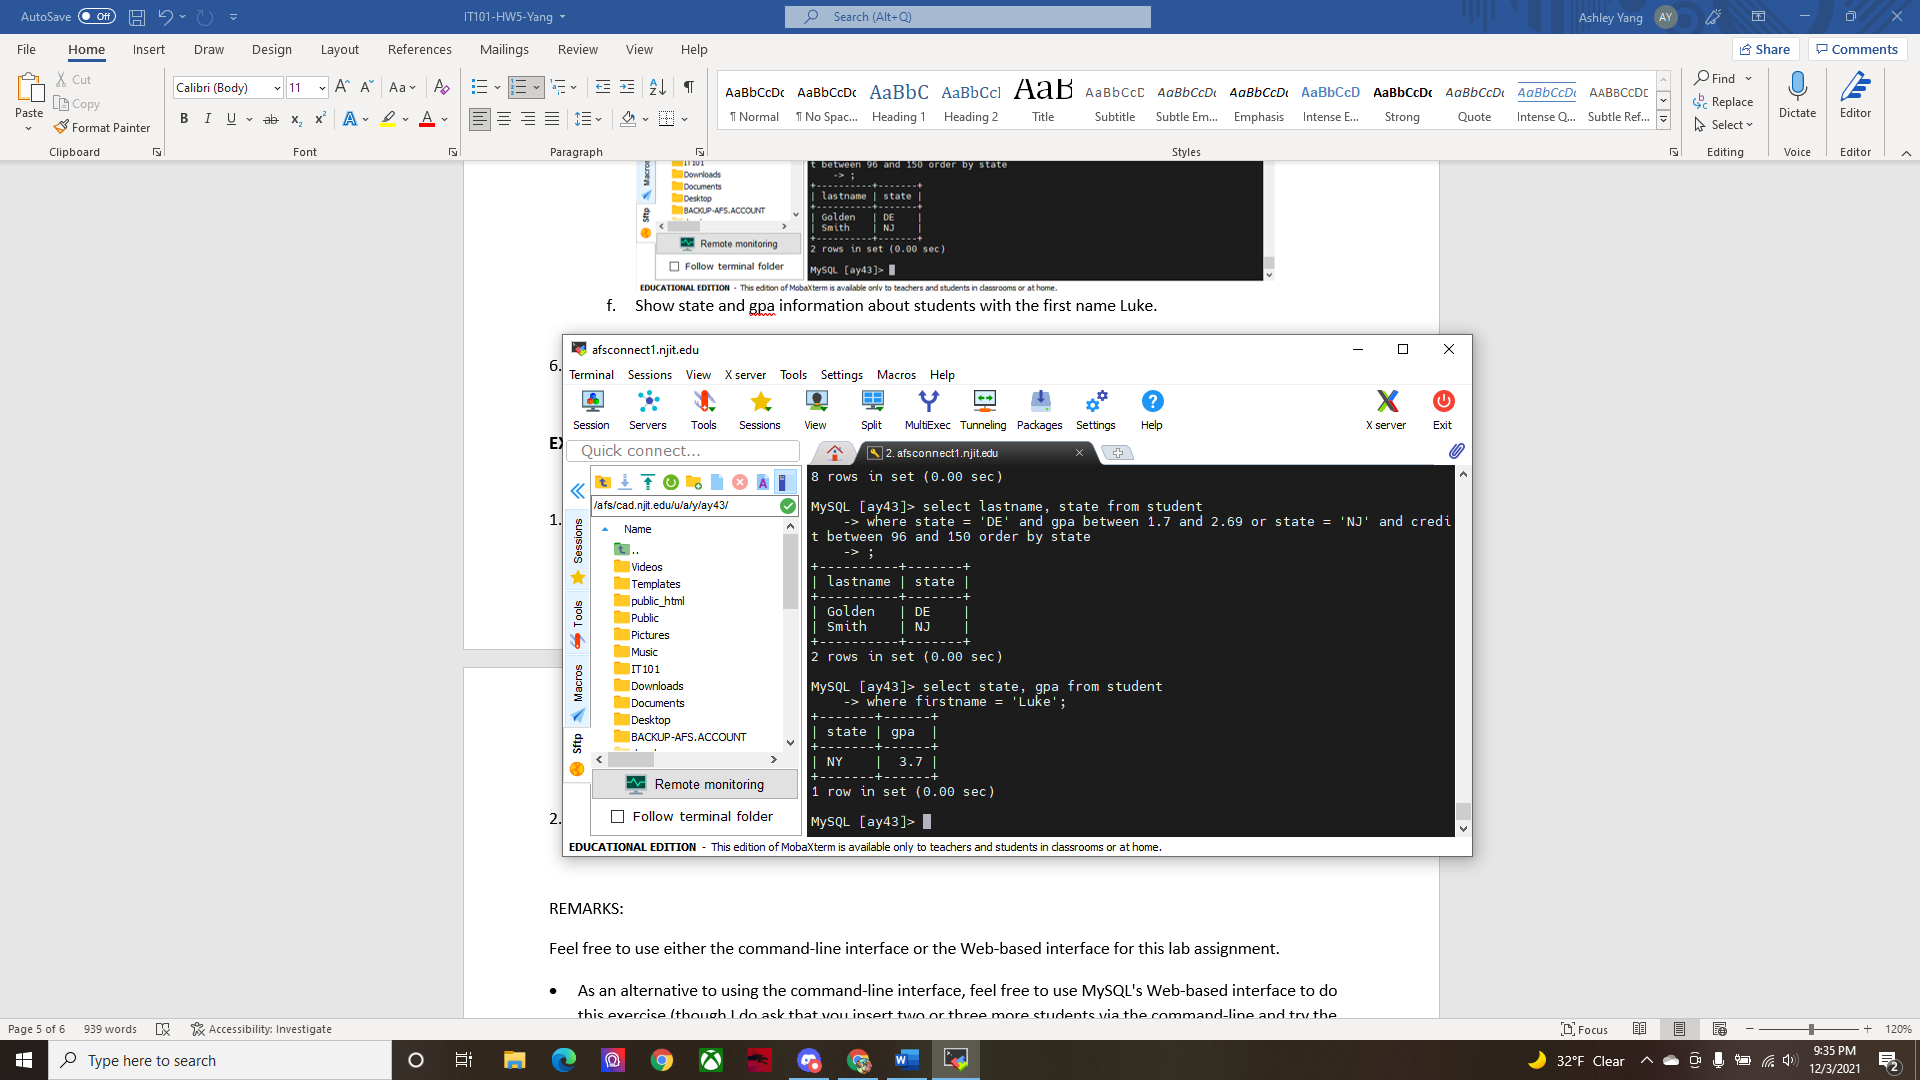 AutoSave Off IT101-HW5-Yang Search (Alt+Q) Ashley Yang AY
File Home Insert Draw Design Layout References Mailings Review View Help Share Comments
Paste Cut Copy Format Painter
Calibri (Body) 11 Aa
B I U ab x2 x2 A A
AaBbCcDc AaBbCcDc AaBbC AaBbCcI AaB AaBbCcD AaBbCcDc AaBbCcDc AaBbCcD AaBbCcDc AaBbCcDc AaBbCcDc AABBCCDE
¶ Normal ¶ No Spac... Heading 1 Heading 2 Title Subtitle Subtle Em... Emphasis Intense E... Strong Quote Intense Q... Subtle Ref...
Find Replace Select Dictate Editor
Clipboard Font Paragraph Styles Editing Voice Editor
t between 96 and 150 order by state
-> ;
+----------+-------+
| lastname | state |
+----------+-------+
| Golden | DE |
| Smith | NJ |
+----------+-------+
2 rows in set (0.00 sec)
MySQL [ay43]>
Macros
Sftp
IT101
Downloads
Documents
Desktop
BACKUP-AFS.ACCOUNT
Remote monitoring
Follow terminal folder
EDUCATIONAL EDITION - This edition of MobaXterm is available only to teachers and students in classrooms or at home.
f. Show state and gpa information about students with the first name Luke.
6.
EX
1.
2.
afsconnect1.njit.edu
Terminal Sessions View X server Tools Settings Macros Help
Session Servers Tools Sessions View Split MultiExec Tunneling Packages Settings Help X server Exit
Quick connect... 2. afsconnect1.njit.edu
/afs/cad.njit.edu/u/a/y/ay43/
Sessions
Tools
Macros
Sftp
Name
..
Videos
Templates
public_html
Public
Pictures
Music
IT101
Downloads
Documents
Desktop
BACKUP-AFS.ACCOUNT
Remote monitoring
Follow terminal folder
8 rows in set (0.00 sec)
MySQL [ay43]> select lastname, state from student
-> where state = 'DE' and gpa between 1.7 and 2.69 or state = 'NJ' and credi
t between 96 and 150 order by state
-> ;
+----------+-------+
| lastname | state |
+----------+-------+
| Golden | DE |
| Smith | NJ |
+----------+-------+
2 rows in set (0.00 sec)
MySQL [ay43]> select state, gpa from student
-> where firstname = 'Luke';
+-------+------+
| state | gpa |
+-------+------+
| NY | 3.7 |
+-------+------+
1 row in set (0.00 sec)
MySQL [ay43]>
EDUCATIONAL EDITION - This edition of MobaXterm is available only to teachers and students in classrooms or at home.
REMARKS:
Feel free to use either the command-line interface or the Web-based interface for this lab assignment.
• As an alternative to using the command-line interface, feel free to use MySQL's Web-based interface to do
this exercise (though I do ask that you insert two or three more students via the command-line and try the
Page 5 of 6 939 words Accessibility: Investigate Focus 120%
Type here to search 32°F Clear 9:35 PM
12/3/2021 2